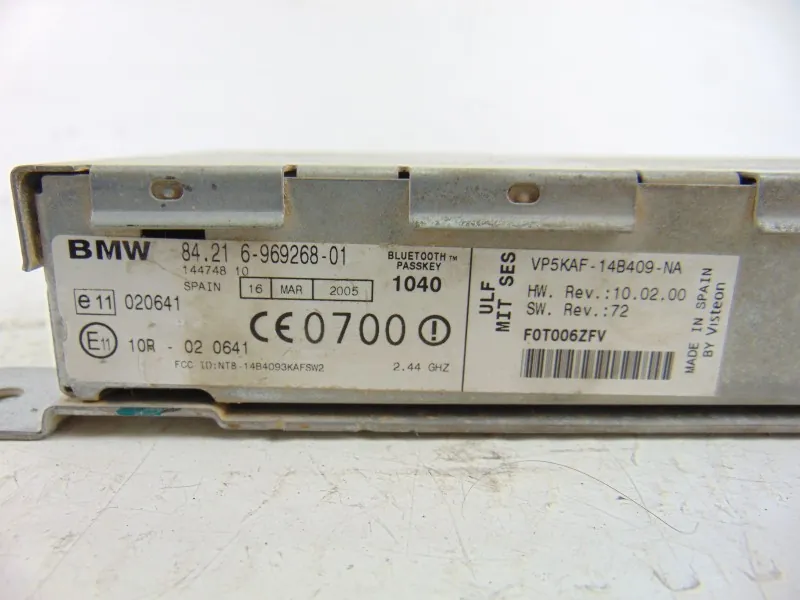 BMW 84.21 6-969268-01
144748 10
SPAIN 16 MAR 2005
BLUETOOTH™
PASSKEY
1040
e11 020641
CE0700
E11 10R - 02 0641
FCC ID:NT8-14B4093KAFSW2 2.44 GHZ
ULF
MIT SES
VP5KAF-14B409-NA
HW. Rev.:10.02.00
SW. Rev.:72
F0T006ZFV
MADE IN SPAIN
BY Visteon